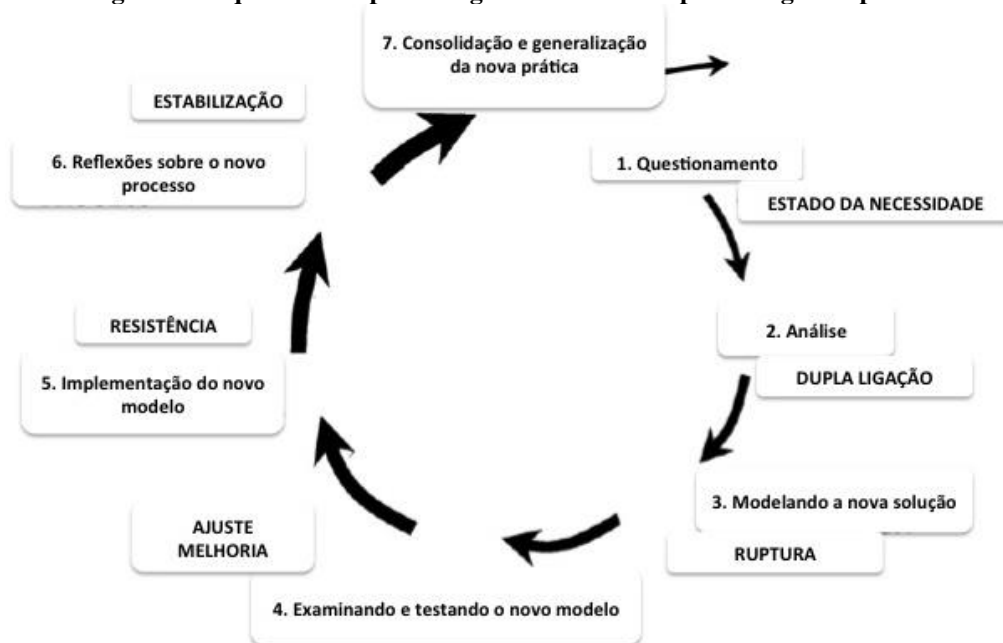 7. Consolidação e generalização
da nova prática
ESTABILIZAÇÃO
6. Reflexões sobre o novo
processo
1. Questionamento
ESTADO DA NECESSIDADE
RESISTÊNCIA
5. Implementação do novo
modelo
2. Análise
DUPLA LIGAÇÃO
3. Modelando a nova solução
RUPTURA
AJUSTE
MELHORIA
4. Examinando e testando o novo modelo